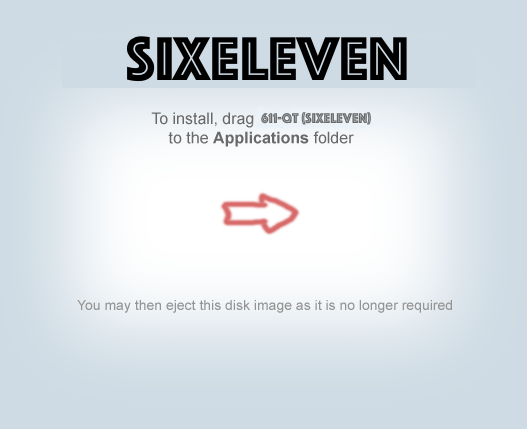 SIXELEVEN
To install, drag 611-QT (SIXELEVEN)
to the Applications folder
You may then eject this disk image as it is no longer required